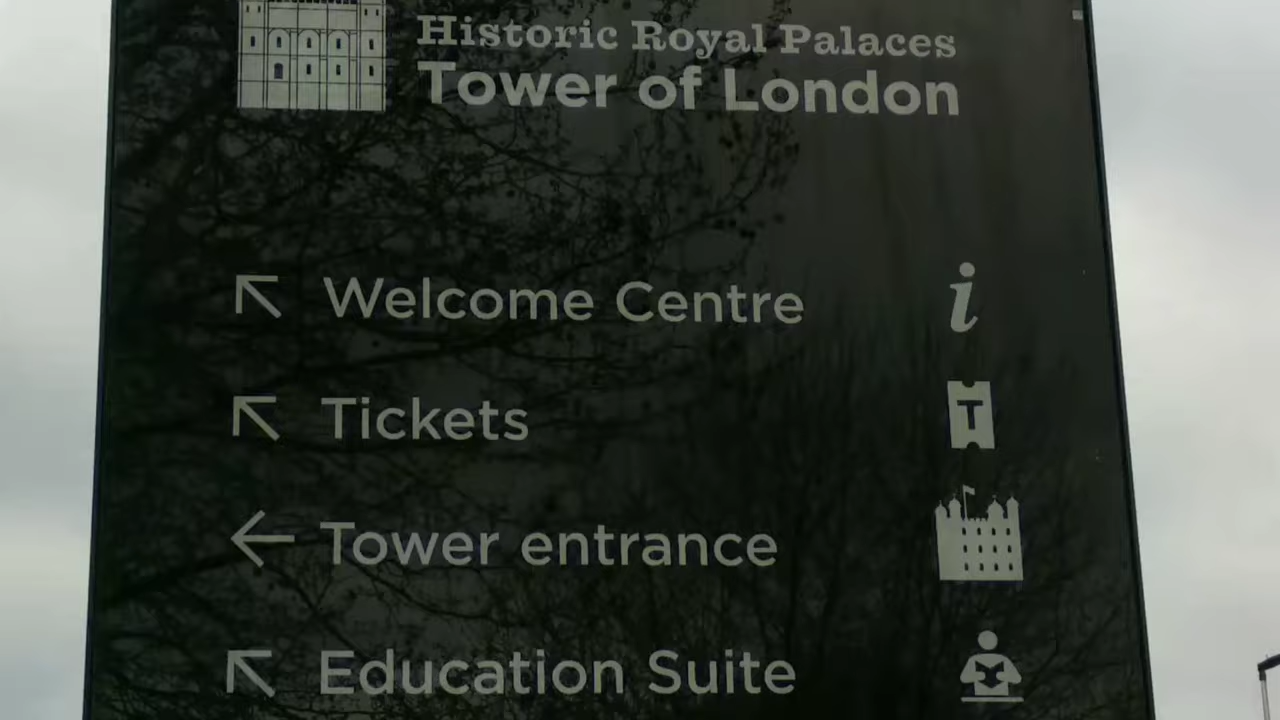 Historic Royal Palaces
Tower of London
Welcome Centre
i
Tickets
T
Tower entrance
Education Suite